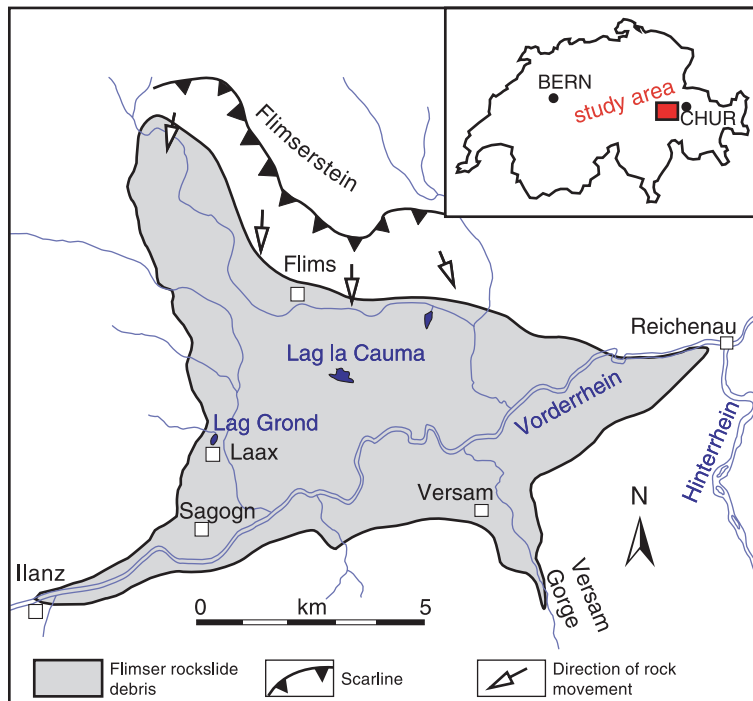 BERN
study area
CHUR
Flimserstein
Flims
Reichenau
Lag la Cauma
Vorderrhein
Hinterrhein
Lag Grond
Laax
Versam
N
Sagogn
Ilanz
Versam
Gorge
0 km 5
Flimser rockslide
debris
Scarline
Direction of rock
movement